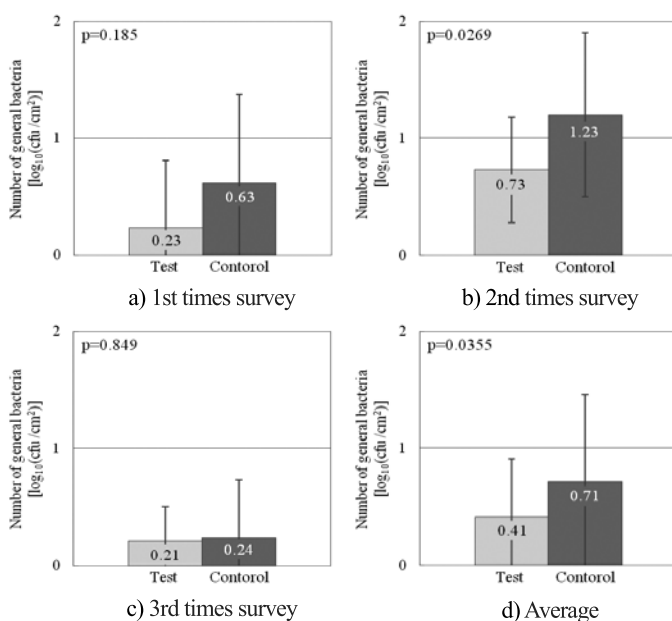 2
p=0.185
1
0
Number of general bacteria
[log₁₀(cfu /cm²)]
0.23
0.63
Test Contorol
a) 1st times survey
2
p=0.0269
1
0
Number of general bacteria
[log₁₀(cfu /cm²)]
0.73
1.23
Test Contorol
b) 2nd times survey
2
p=0.849
1
0
Number of general bacteria
[log₁₀(cfu /cm²)]
0.21
0.24
Test Contorol
c) 3rd times survey
2
p=0.0355
1
0
Number of general bacteria
[log₁₀(cfu /cm²)]
0.41
0.71
Test Contorol
d) Average